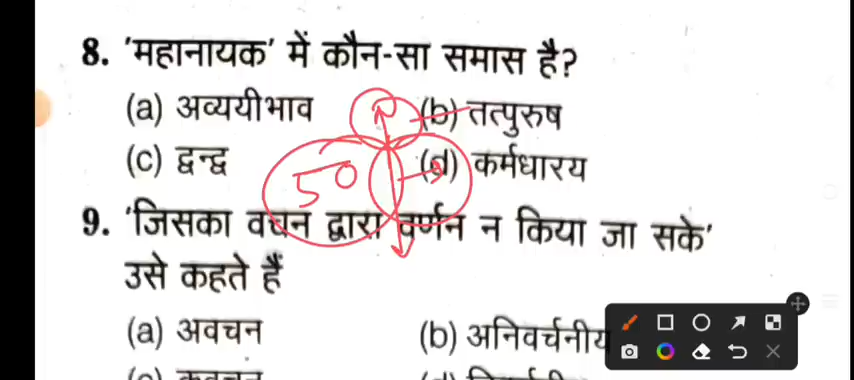 8. 'महानायक' में कौन-सा समास है?
(a) अव्ययीभाव (b) तत्पुरुष
(c) द्वन्द्व (d) कर्मधारय
50
9. 'जिसका वचन द्वारा वर्णन न किया जा सके'
उसे कहते हैं
(a) अवचन (b) अनिवर्चनीय